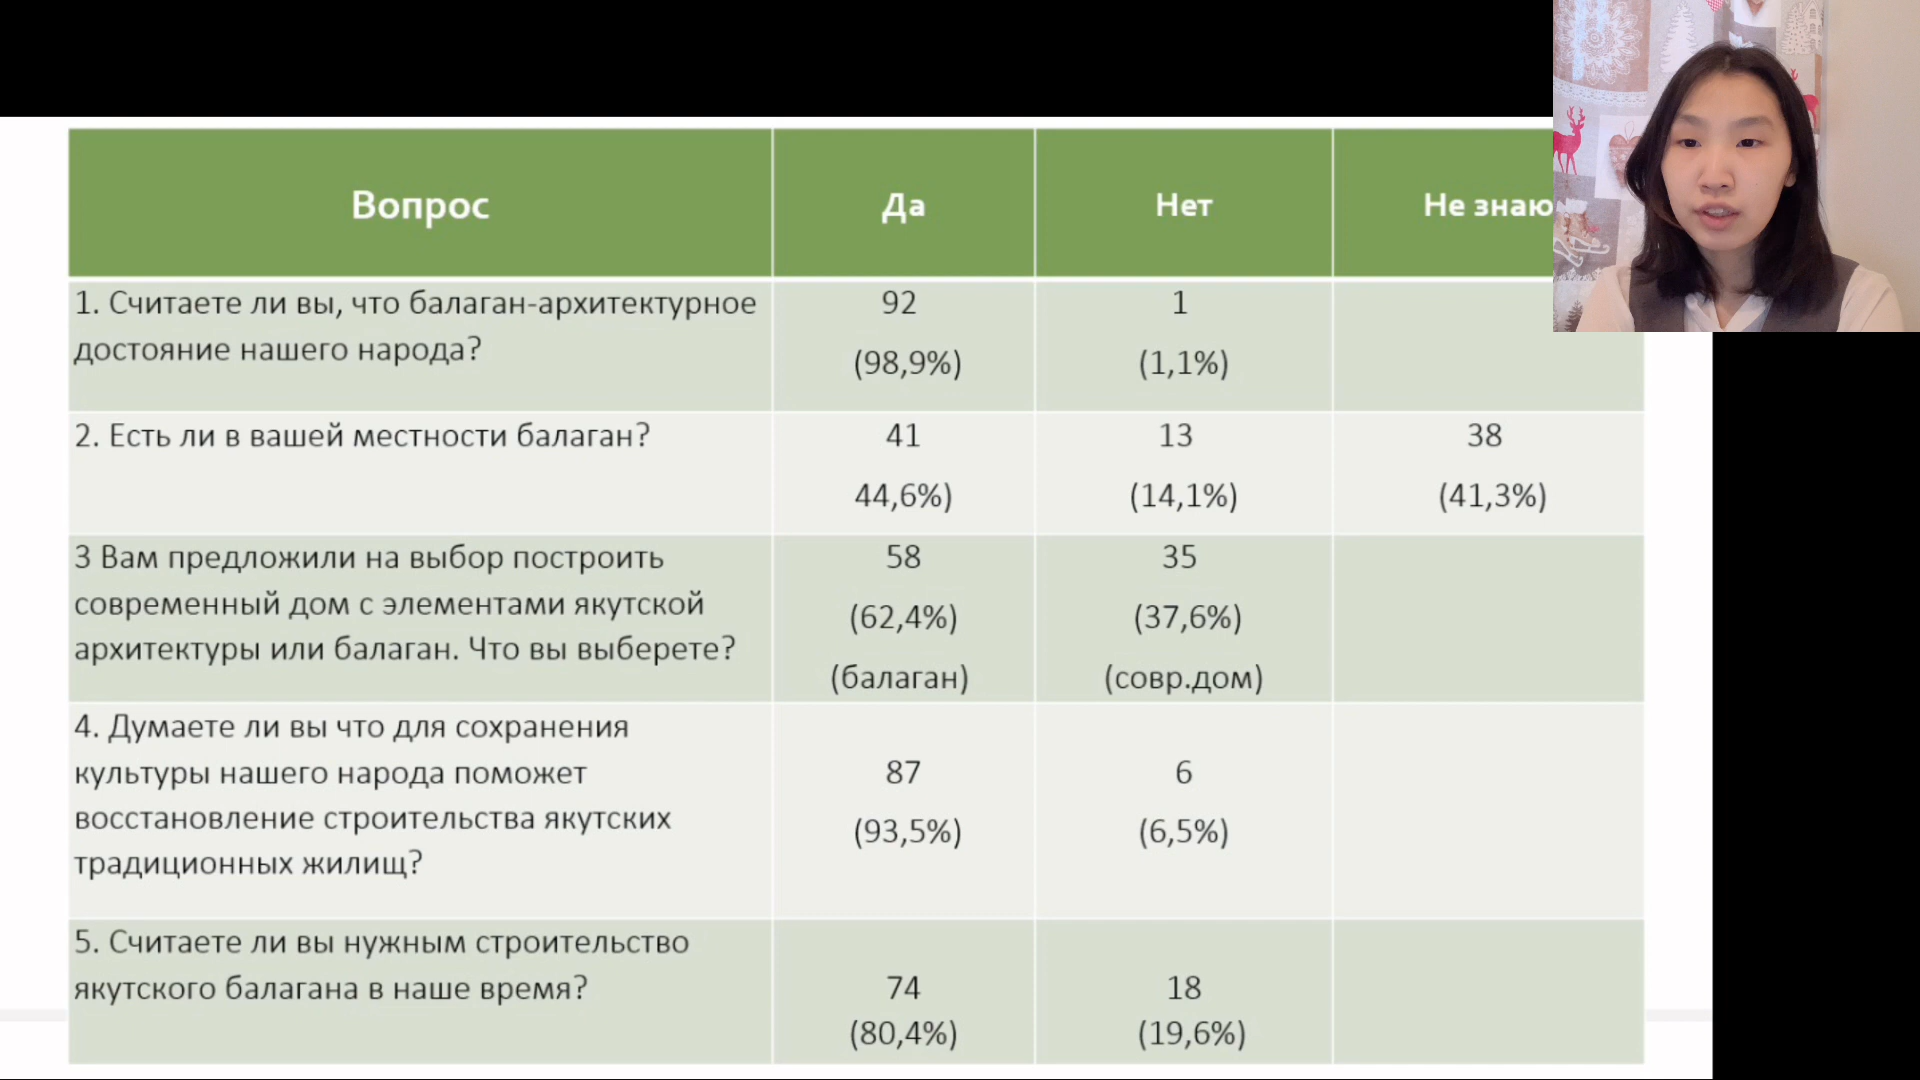 Вопрос Да Нет Не знаю
1. Считаете ли вы, что балаган-архитектурное 92 1
достояние нашего народа? (98,9%) (1,1%)
2. Есть ли в вашей местности балаган? 41 13 38
44,6%) (14,1%) (41,3%)
3 Вам предложили на выбор построить 58 35
современный дом с элементами якутской (62,4%) (37,6%)
архитектуры или балаган. Что вы выберете? (балаган) (совр.дом)
4. Думаете ли вы что для сохранения
культуры нашего народа поможет 87 6
восстановление строительства якутских (93,5%) (6,5%)
традиционных жилищ?
5. Считаете ли вы нужным строительство
якутского балагана в наше время? 74 18
(80,4%) (19,6%)